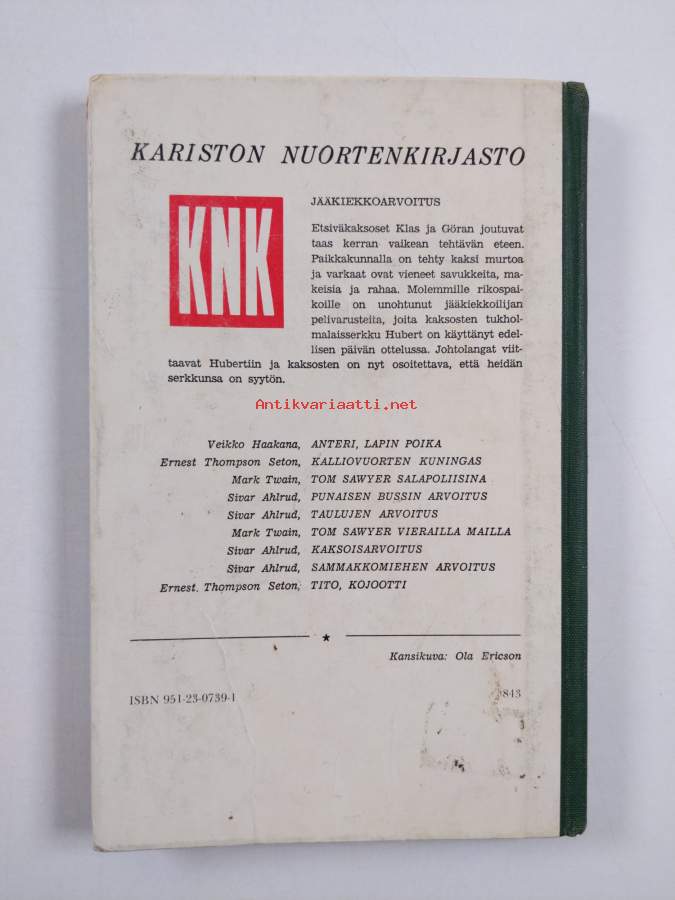 KARISTON NUORTENKIRJASTO
KNK
JÄÄKIEKKOARVOITUS
Etsiväkaksoset Klas ja Göran joutuvat
taas kerran vaikean tehtävän eteen.
Paikkakunnalla on tehty kaksi murtoa
ja varkaat ovat vieneet savukkeita, ma-
keisia ja rahaa. Molemmille rikospai-
koille on unohtunut jääkiekkoilijan
pelivarusteita, joita kaksosten tukhol-
malaisserkku Hubert on käyttänyt edel-
lisen päivän ottelussa. Johtolangat viit-
taavat Hubertiin ja kaksosten on nyt osoitettava, että heidän
serkkunsa on syytön.
Antikvariaatti.net
Veikko Haakana, ANTERI, LAPIN POIKA
Ernest Thompson Seton, KALLIOVUORTEN KUNINGAS
Mark Twain, TOM SAWYER SALAPOLIISINA
Sivar Ahlrud, PUNAISEN BUSSIN ARVOITUS
Sivar Ahlrud, TAULUJEN ARVOITUS
Mark Twain, TOM SAWYER VIERAILLA MAILLA
Sivar Ahlrud, KAKSOISARVOITUS
Sivar Ahlrud, SAMMAKKOMIEHEN ARVOITUS
Ernest. Thompson Seton, TITO, KOJOOTTI
Kansikuva: Ola Ericson
ISBN 951-23-0739-1
843